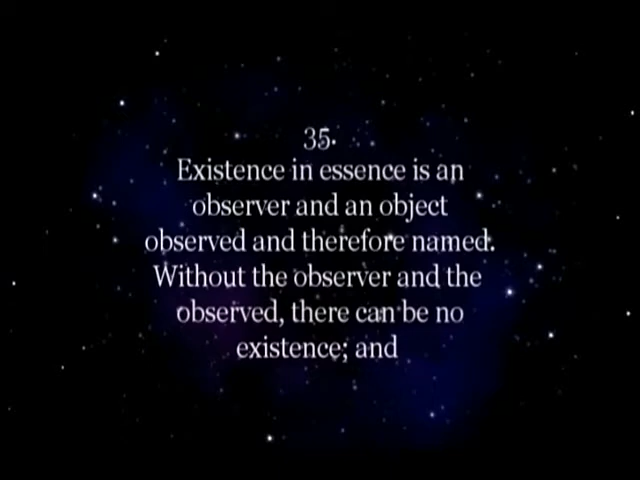 35.
Existence in essence is an
observer and an object
observed and therefore named.
Without the observer and the
observed, there can be no
existence; and